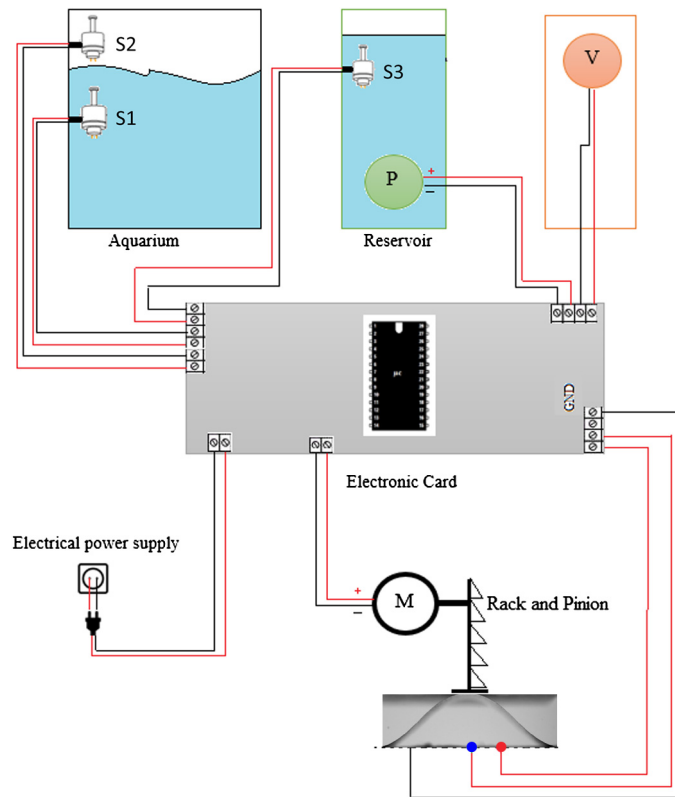 S2
S1
S3
V
P
+
–
Aquarium
Reservoir
GND
Electronic Card
Electrical power supply
+
–
M
Rack and Pinion